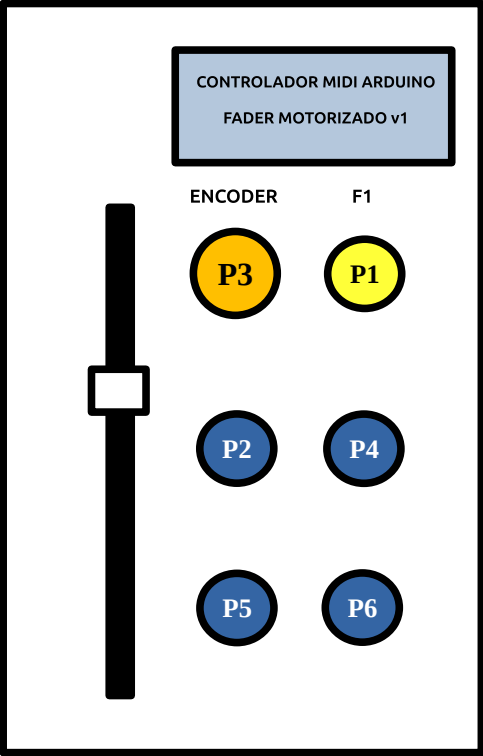 CONTROLADOR MIDI ARDUINO
FADER MOTORIZADO v1
ENCODER F1
P3 P1
P2 P4
P5 P6